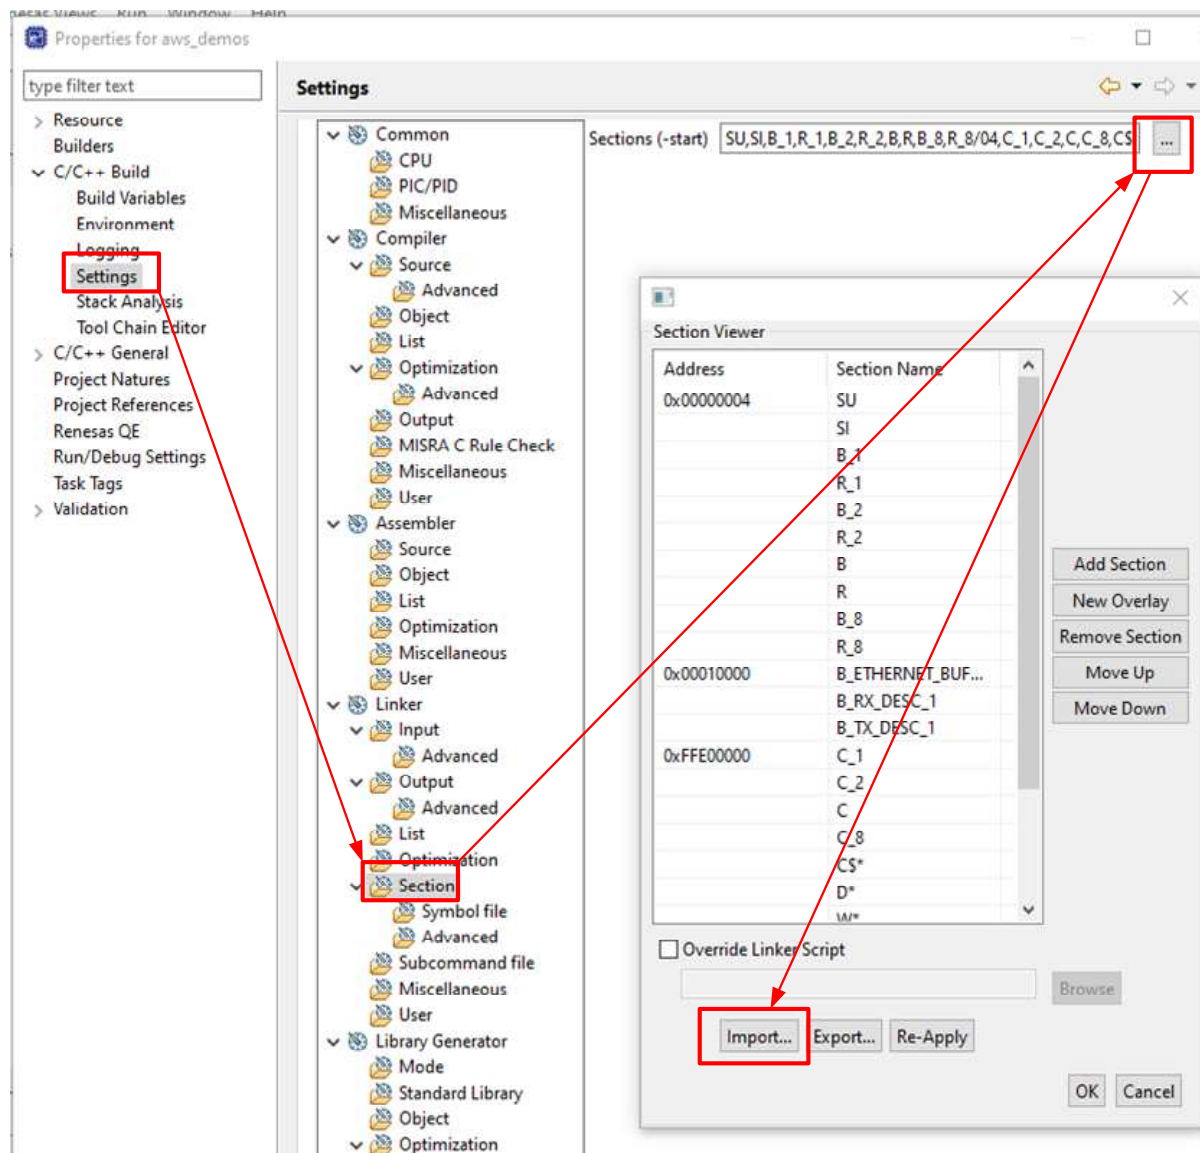 Renesas Views Run Window Help
Properties for aws_demos
type filter text
Settings
Resource
Builders
C/C++ Build
Build Variables
Environment
Logging
Settings
Stack Analysis
Tool Chain Editor
C/C++ General
Project Natures
Project References
Renesas QE
Run/Debug Settings
Task Tags
Validation
Common
CPU
PIC/PID
Miscellaneous
Compiler
Source
Advanced
Object
List
Optimization
Advanced
Output
MISRA C Rule Check
Miscellaneous
User
Assembler
Source
Object
List
Optimization
Miscellaneous
User
Linker
Input
Advanced
Output
Advanced
List
Optimization
Section
Symbol file
Advanced
Subcommand file
Miscellaneous
User
Library Generator
Mode
Standard Library
Object
Optimization
Sections (-start) SU,SI,B_1,R_1,B_2,R_2,B,R,B_8,R_8/04,C_1,C_2,C,C_8,C$ ...
Section Viewer
Address Section Name
0x00000004 SU
SI
B_1
R_1
B_2
R_2
B
R
B_8
R_8
0x00010000 B_ETHERNET_BUF...
B_RX_DESC_1
B_TX_DESC_1
0xFFE00000 C_1
C_2
C
C_8
C$*
D*
W*
Add Section
New Overlay
Remove Section
Move Up
Move Down
Override Linker Script
Browse
Import... Export... Re-Apply
OK Cancel